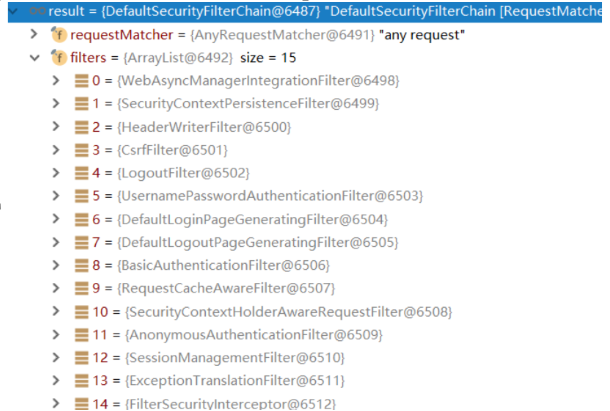 result = {DefaultSecurityFilterChain@6487} "DefaultSecurityFilterChain [RequestMatche
requestMatcher = {AnyRequestMatcher@6491} "any request"
filters = {ArrayList@6492} size = 15
0 = {WebAsyncManagerIntegrationFilter@6498}
1 = {SecurityContextPersistenceFilter@6499}
2 = {HeaderWriterFilter@6500}
3 = {CsrfFilter@6501}
4 = {LogoutFilter@6502}
5 = {UsernamePasswordAuthenticationFilter@6503}
6 = {DefaultLoginPageGeneratingFilter@6504}
7 = {DefaultLogoutPageGeneratingFilter@6505}
8 = {BasicAuthenticationFilter@6506}
9 = {RequestCacheAwareFilter@6507}
10 = {SecurityContextHolderAwareRequestFilter@6508}
11 = {AnonymousAuthenticationFilter@6509}
12 = {SessionManagementFilter@6510}
13 = {ExceptionTranslationFilter@6511}
14 = {FilterSecurityInterceptor@6512}